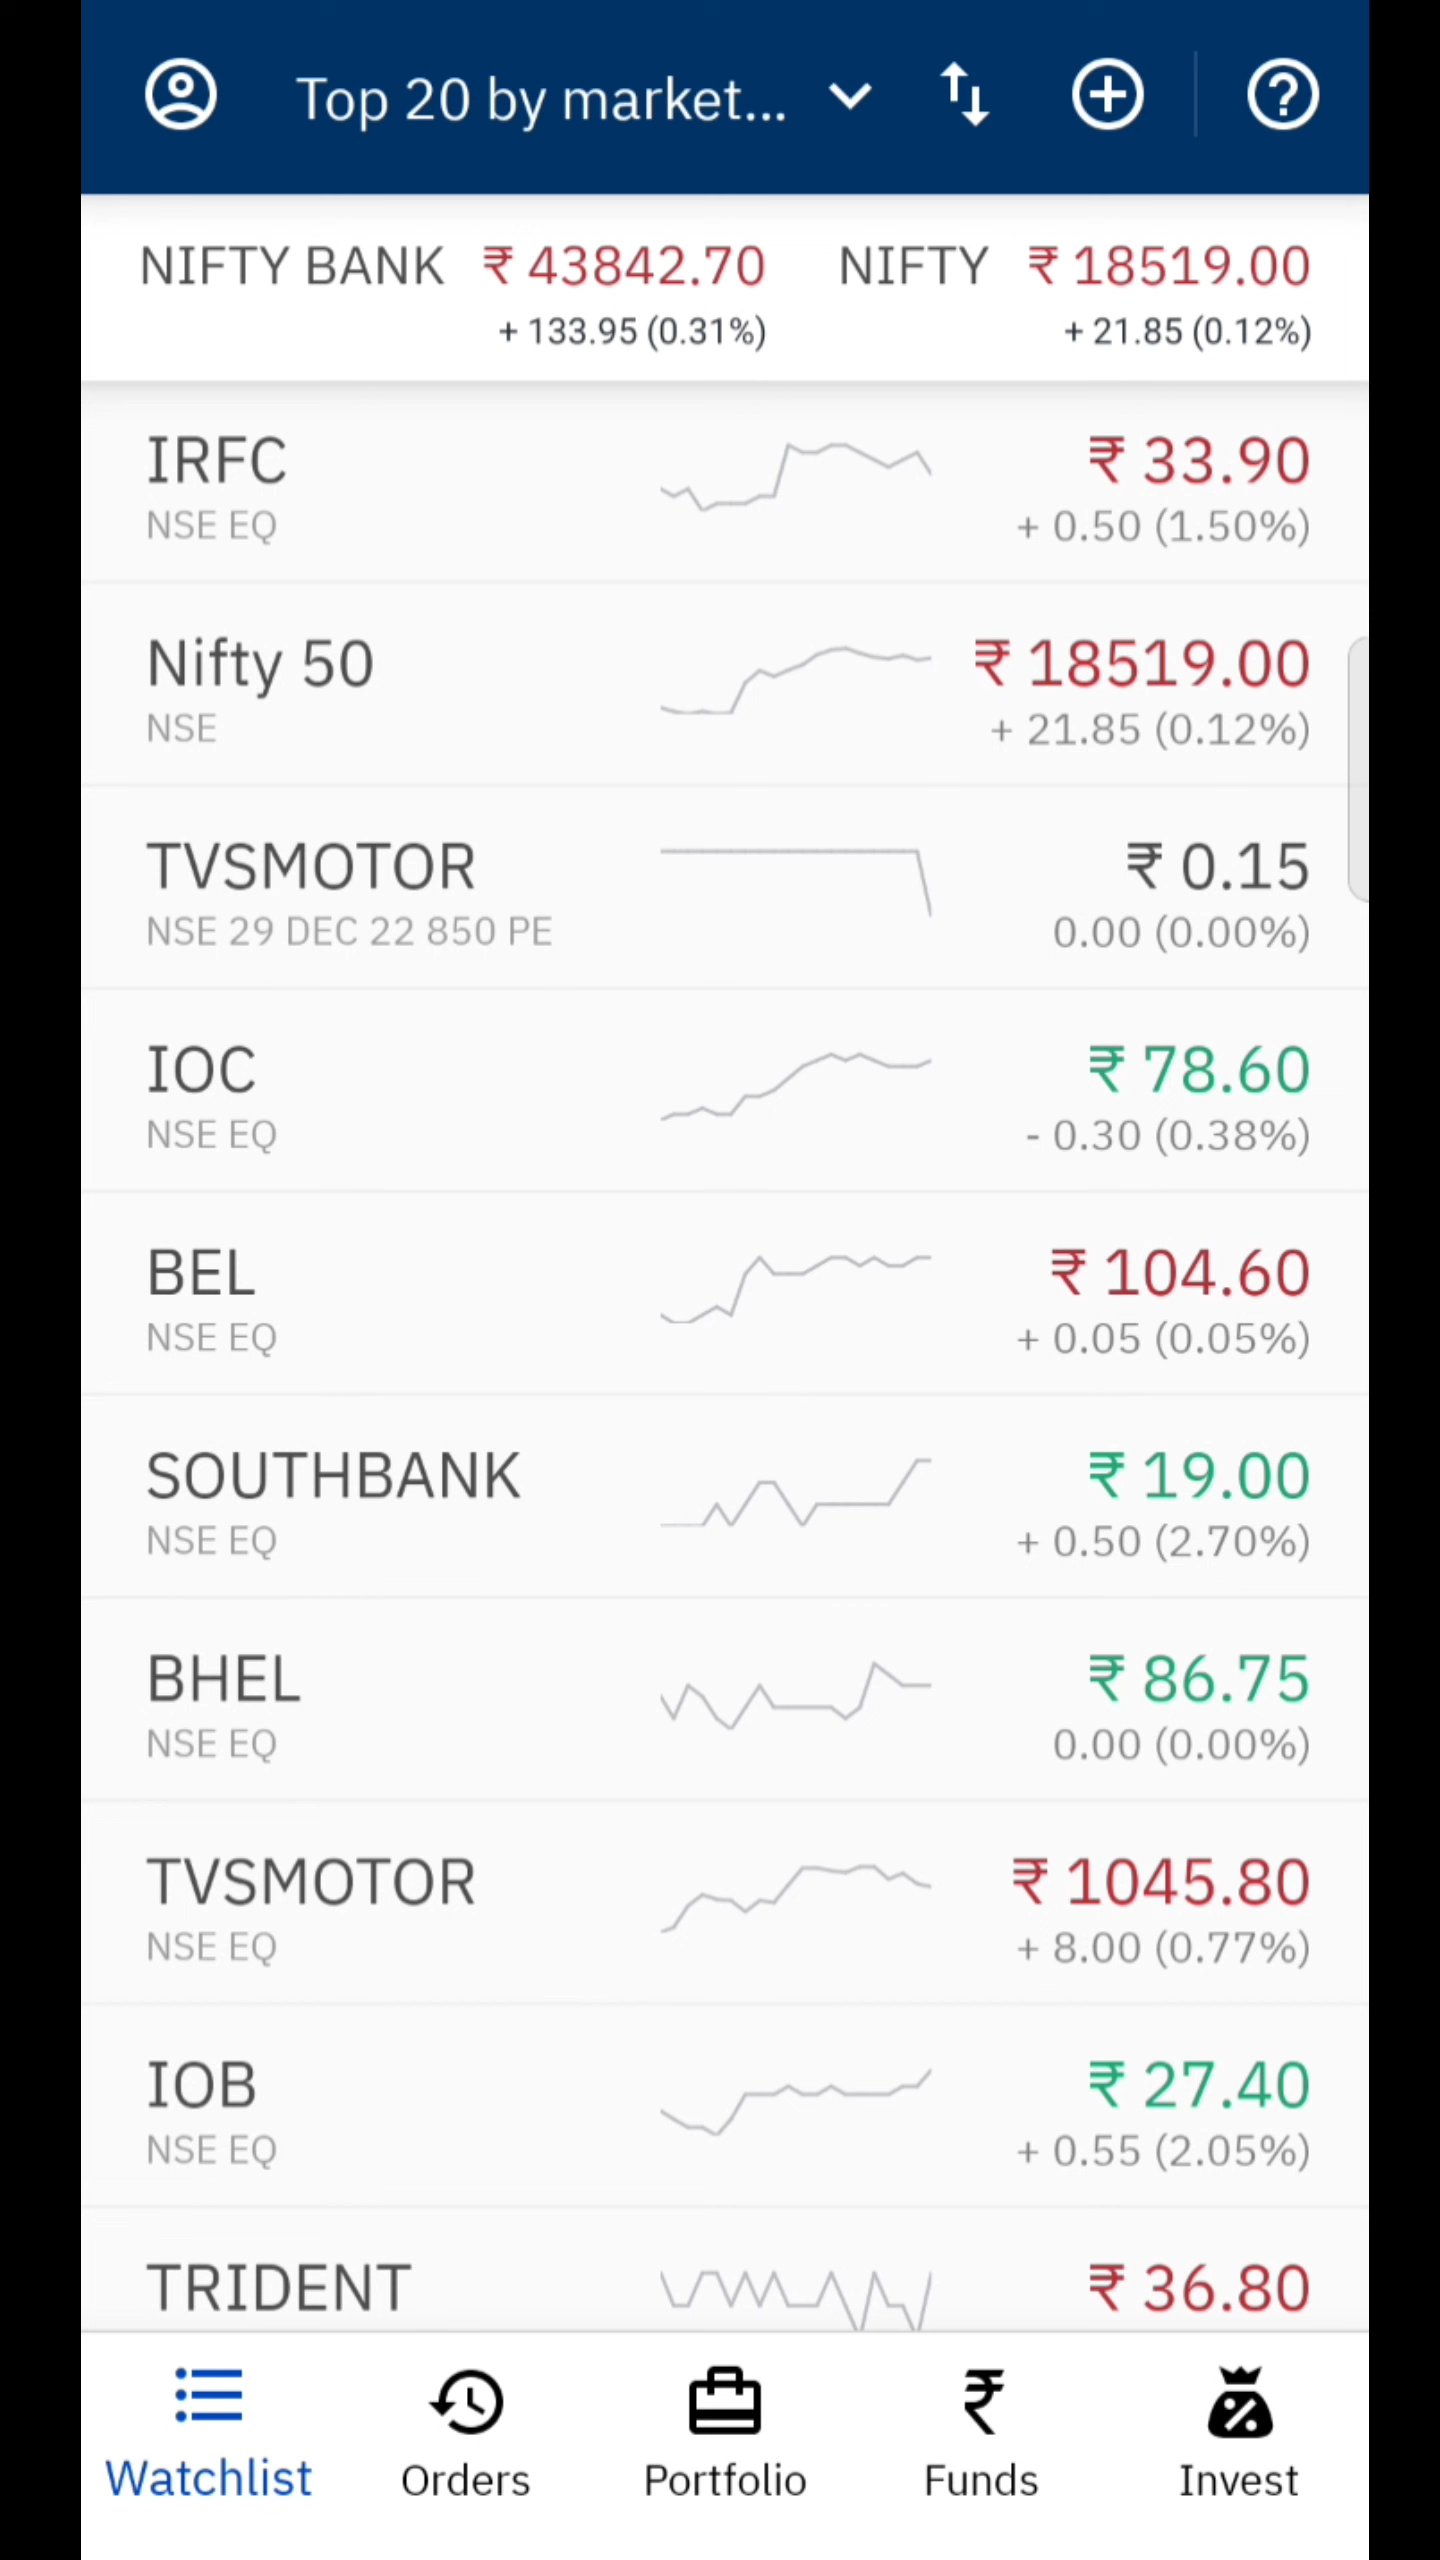 Top 20 by market...
NIFTY BANK ₹ 43842.70 NIFTY ₹ 18519.00
+ 133.95 (0.31%) + 21.85 (0.12%)
IRFC ₹ 33.90
NSE EQ + 0.50 (1.50%)
Nifty 50 ₹ 18519.00
NSE + 21.85 (0.12%)
TVSMOTOR ₹ 0.15
NSE 29 DEC 22 850 PE 0.00 (0.00%)
IOC ₹ 78.60
NSE EQ - 0.30 (0.38%)
BEL ₹ 104.60
NSE EQ + 0.05 (0.05%)
SOUTHBANK ₹ 19.00
NSE EQ + 0.50 (2.70%)
BHEL ₹ 86.75
NSE EQ 0.00 (0.00%)
TVSMOTOR ₹ 1045.80
NSE EQ + 8.00 (0.77%)
IOB ₹ 27.40
NSE EQ + 0.55 (2.05%)
TRIDENT ₹ 36.80
Watchlist Orders Portfolio Funds Invest